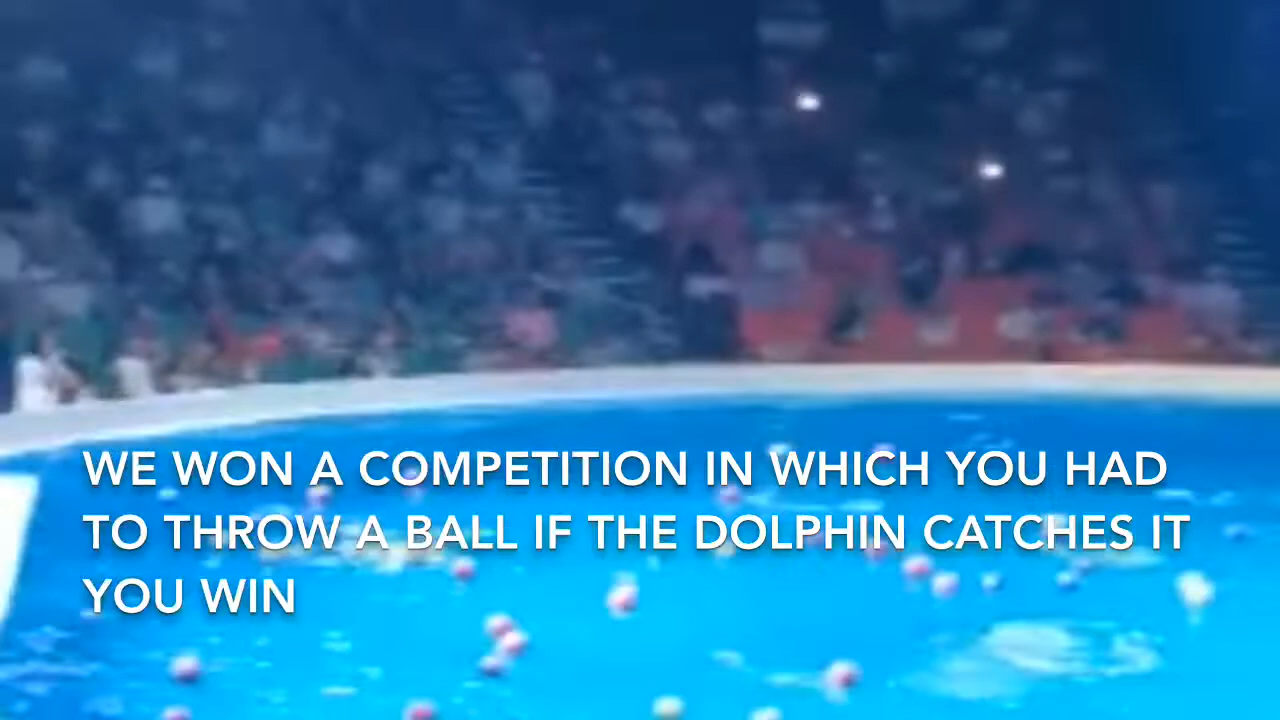 WE WON A COMPETITION IN WHICH YOU HAD
TO THROW A BALL IF THE DOLPHIN CATCHES IT
YOU WIN